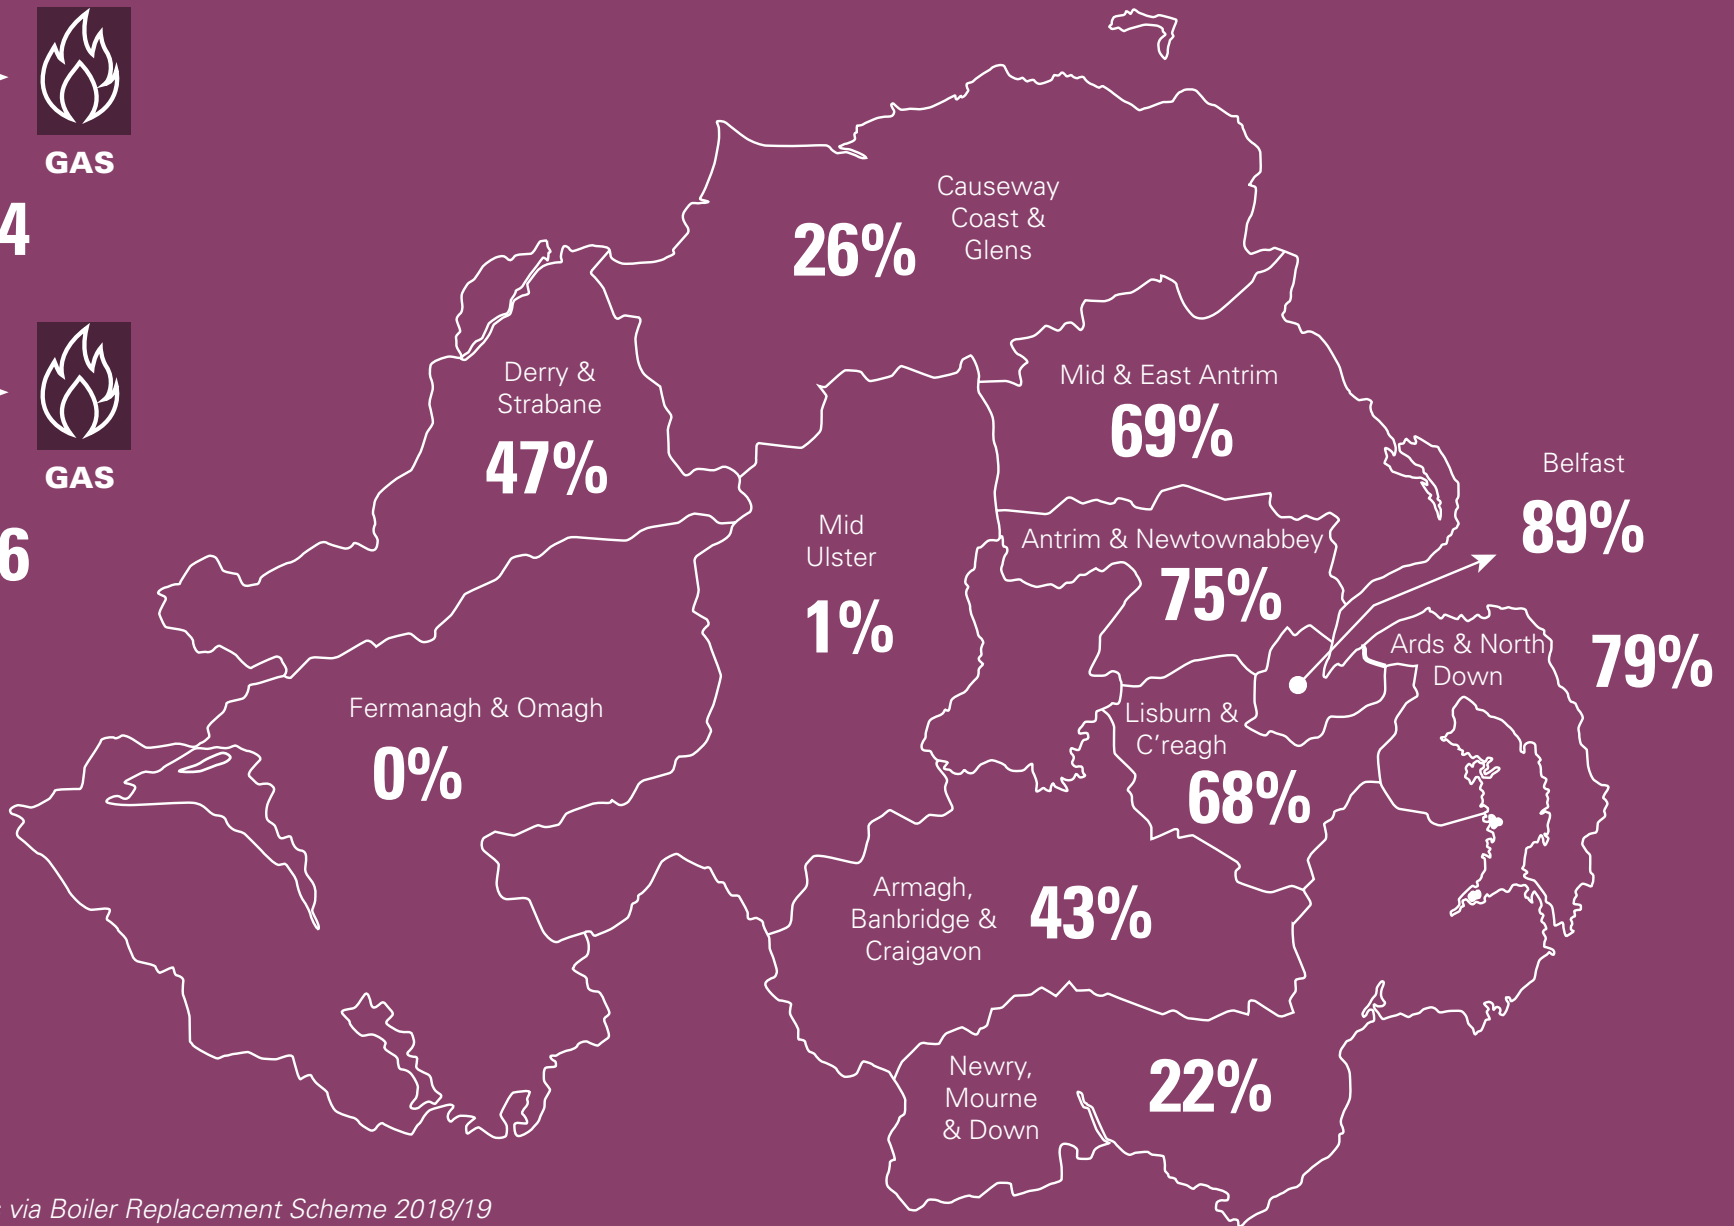 GAS
4
GAS
6
Causeway
Coast &
Glens
26%
Derry &
Strabane
47%
Mid & East Antrim
69%
Belfast
89%
Mid
Ulster
1%
Antrim & Newtownabbey
75%
Ards & North
Down
79%
Fermanagh & Omagh
0%
Lisburn &
C’reagh
68%
Armagh,
Banbridge &
Craigavon
43%
Newry,
Mourne
& Down
22%
via Boiler Replacement Scheme 2018/19